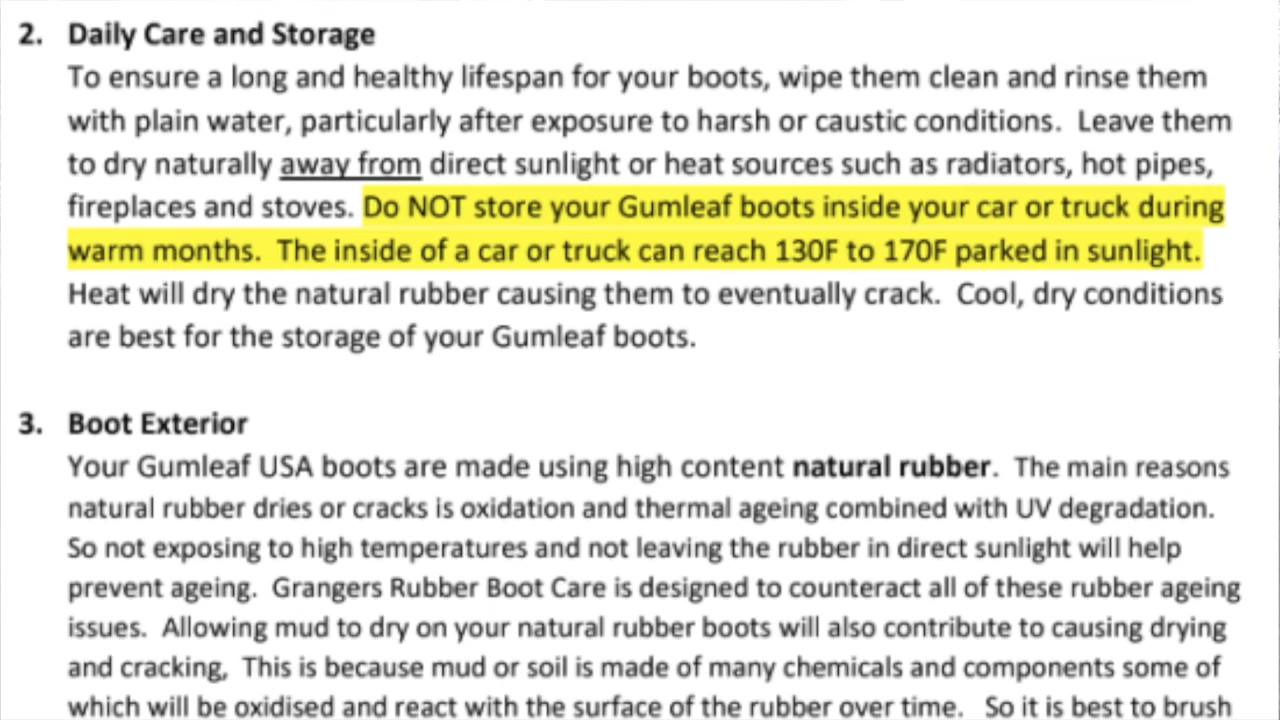 2. Daily Care and Storage
To ensure a long and healthy lifespan for your boots, wipe them clean and rinse them
with plain water, particularly after exposure to harsh or caustic conditions.  Leave them
to dry naturally away from direct sunlight or heat sources such as radiators, hot pipes,
fireplaces and stoves. Do NOT store your Gumleaf boots inside your car or truck during
warm months.  The inside of a car or truck can reach 130F to 170F parked in sunlight.
Heat will dry the natural rubber causing them to eventually crack.  Cool, dry conditions
are best for the storage of your Gumleaf boots.
3. Boot Exterior
Your Gumleaf USA boots are made using high content natural rubber.  The main reasons
natural rubber dries or cracks is oxidation and thermal ageing combined with UV degradation.
So not exposing to high temperatures and not leaving the rubber in direct sunlight will help
prevent ageing.  Grangers Rubber Boot Care is designed to counteract all of these rubber ageing
issues.  Allowing mud to dry on your natural rubber boots will also contribute to causing drying
and cracking,  This is because mud or soil is made of many chemicals and components some of
which will be oxidised and react with the surface of the rubber over time.   So it is best to brush